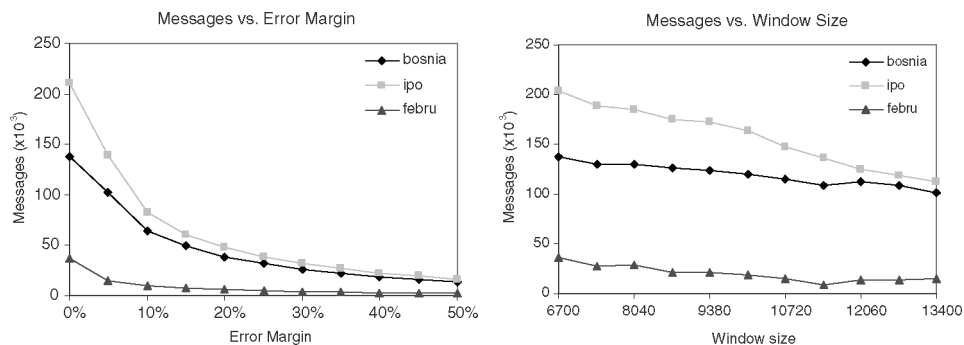 Messages vs. Error Margin
250
200
150
100
50
0
Messages (x10⁻³)
bosnia
ipo
febru
0%
10%
20%
30%
40%
50%
Error Margin
Messages vs. Window Size
250
200
150
100
50
0
Messages (x10⁻³)
bosnia
ipo
febru
6700
8040
9380
10720
12060
13400
Window size